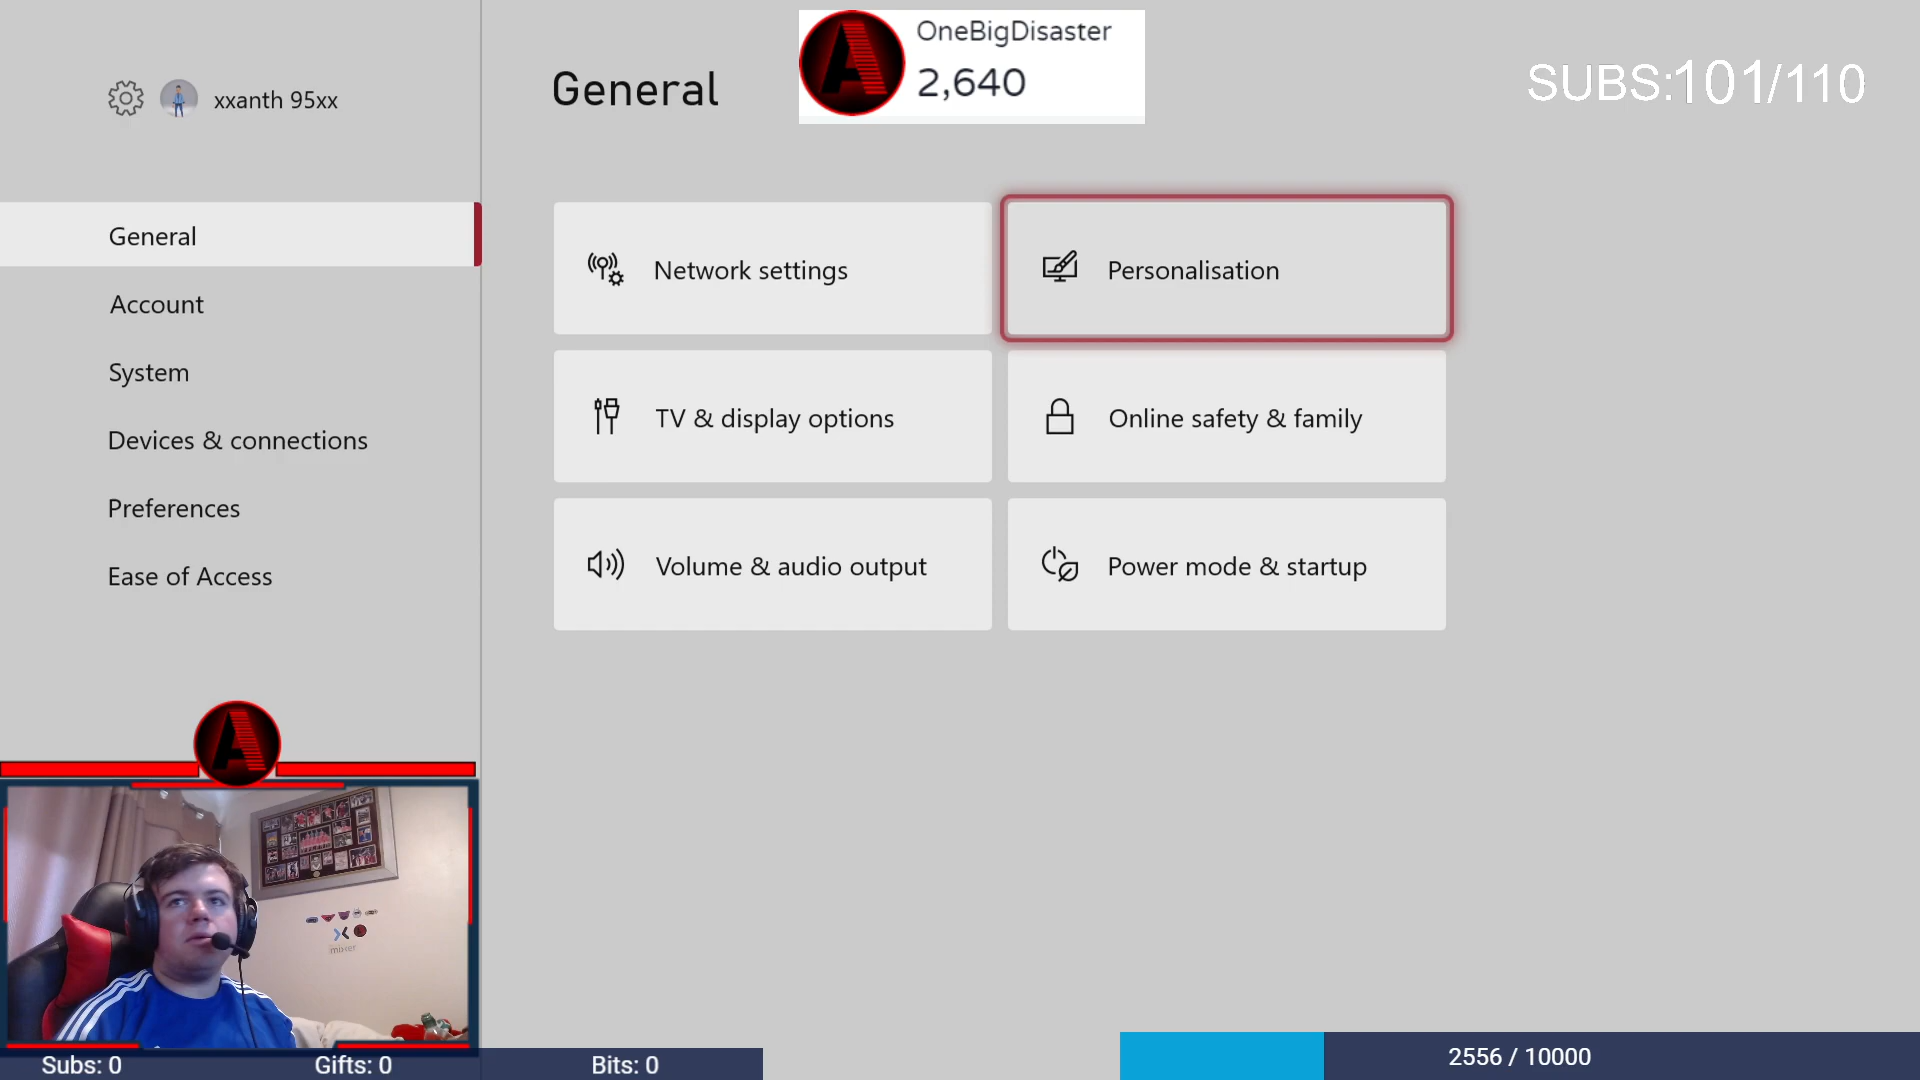 xxanth 95xx
General
Account
System
Devices & connections
Preferences
Ease of Access
General
OneBigDisaster
2,640
SUBS:101/110
Network settings
Personalisation
TV & display options
Online safety & family
Volume & audio output
Power mode & startup
mixer
Subs: 0
Gifts: 0
Bits: 0
2556 / 10000